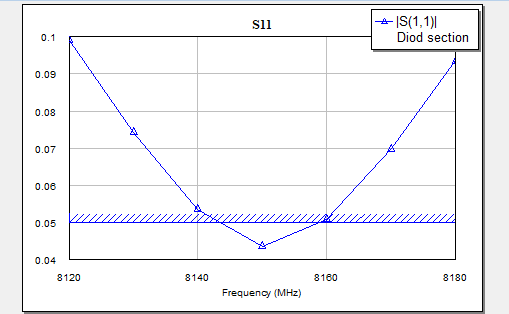 S11
|S(1,1)|
Diod section
0.1
0.09
0.08
0.07
0.06
0.05
0.04
8120 8140 8160 8180
Frequency (MHz)